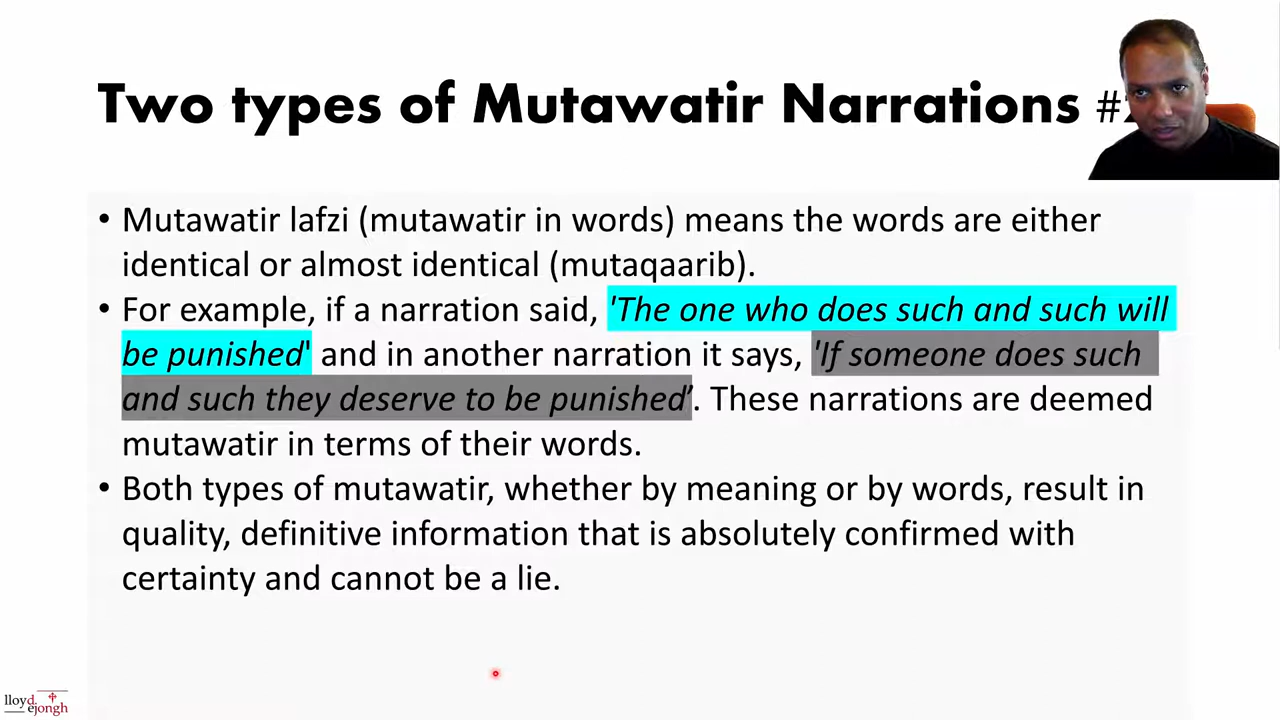 Two types of Mutawatir Narrations #
• Mutawatir lafzi (mutawatir in words) means the words are either
identical or almost identical (mutaqaarib).
• For example, if a narration said, 'The one who does such and such will
be punished' and in another narration it says, 'If someone does such
and such they deserve to be punished’. These narrations are deemed
mutawatir in terms of their words.
• Both types of mutawatir, whether by meaning or by words, result in
quality, definitive information that is absolutely confirmed with
certainty and cannot be a lie.
lloyd
ejongh